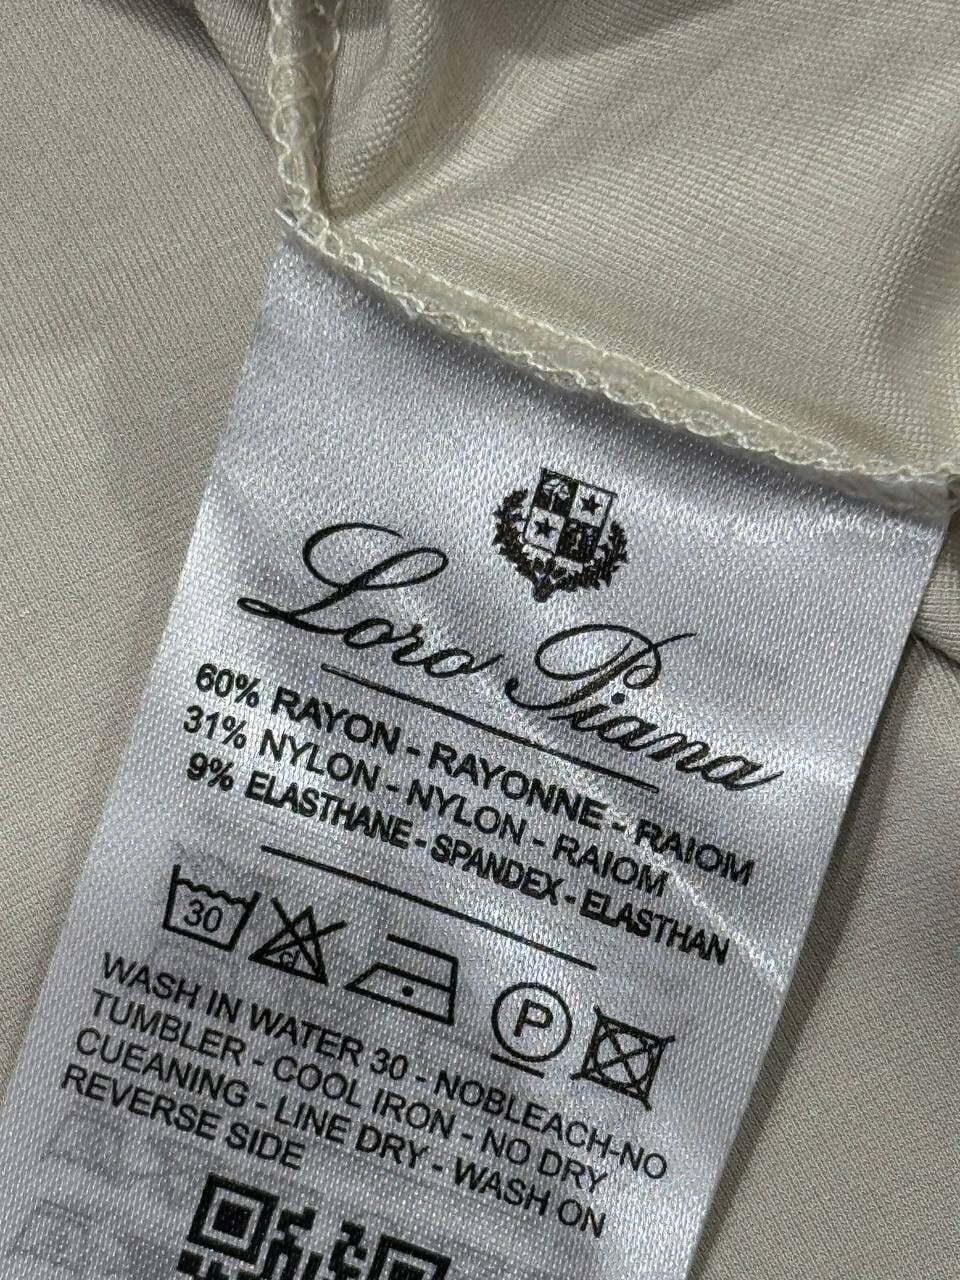 Loro Piana
60% RAYON - RAYONNE - RAIOM
31% NYLON - NYLON - RAIOM
9% ELASTHANE - SPANDEX - ELASTHAN
30
cl
P
WASH IN WATER 30 - NOBLEACH-NO
TUMBLER - COOL IRON - NO DRY
CUEANING - LINE DRY - WASH ON
REVERSE SIDE